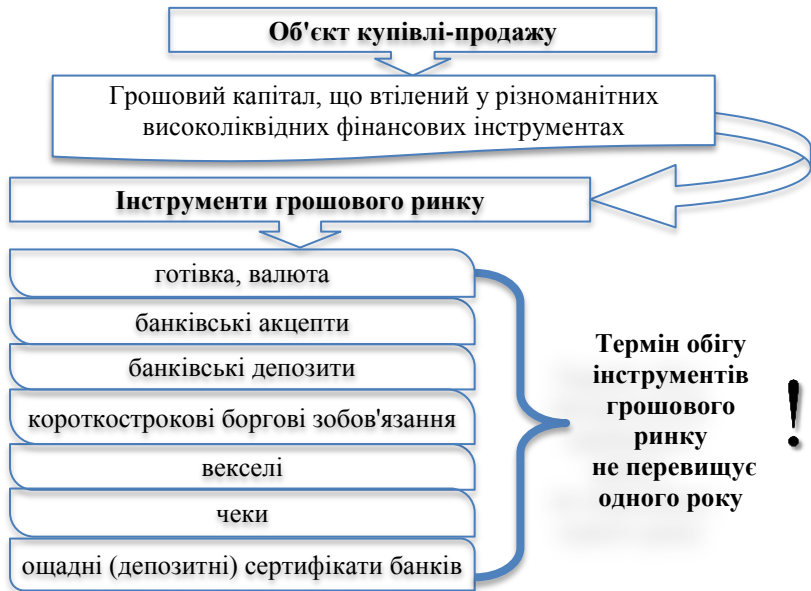 Об'єкт купівлі-продажу
Грошовий капітал, що втілений у різноманітних
високоліквідних фінансових інструментах
Інструменти грошового ринку
готівка, валюта
банківські акцепти
банківські депозити
короткострокові боргові зобов'язання
векселі
чеки
ощадні (депозитні) сертифікати банків
Термін обігу
інструментів
грошового
ринку
не перевищує
одного року
!